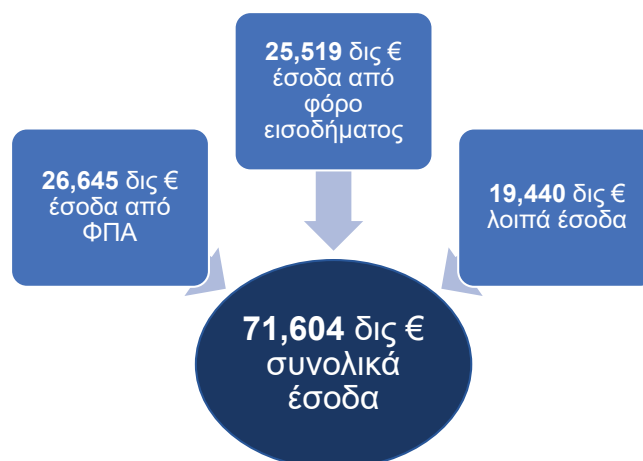 26,645 δις €
έσοδα από
ΦΠΑ
25,519 δις €
έσοδα από
φόρο
εισοδήματος
19,440 δις €
λοιπά έσοδα
71,604 δις €
συνολικά
έσοδα